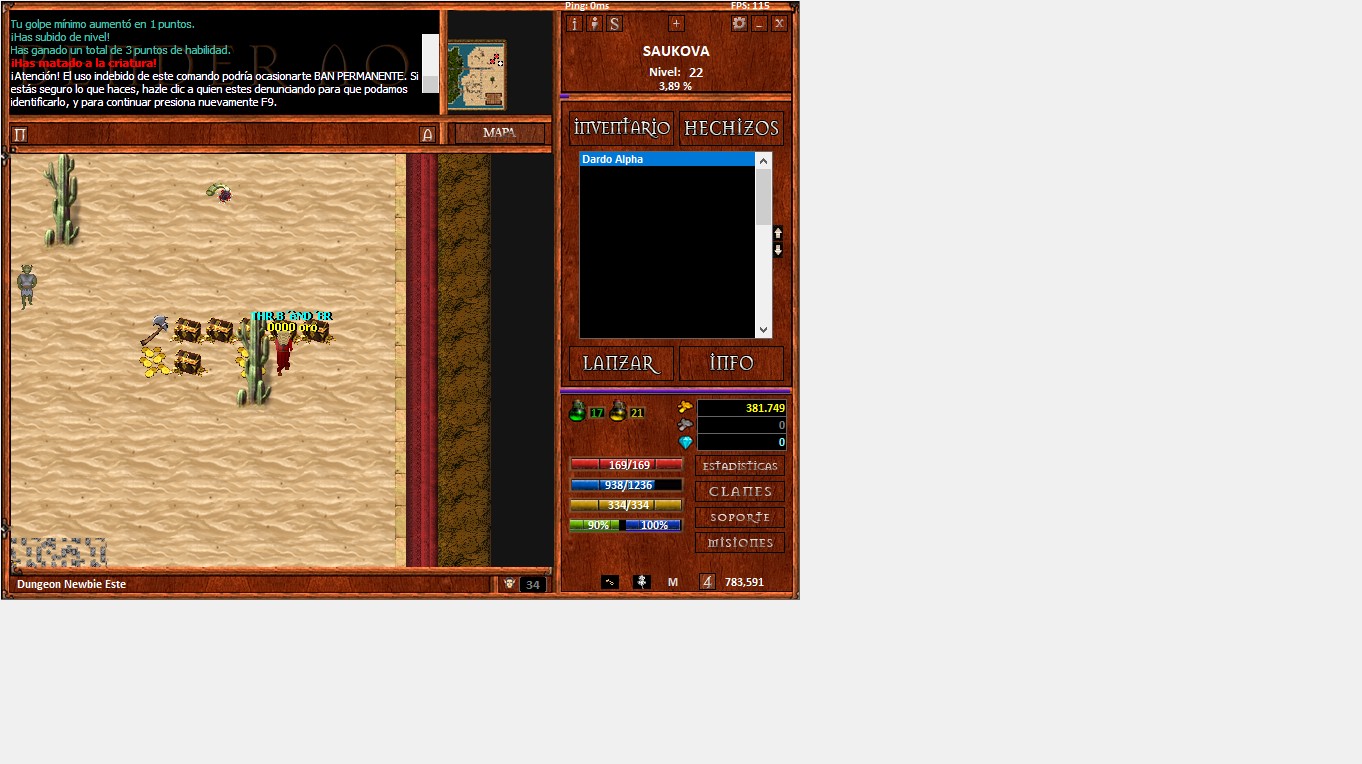 Ping: 0ms
FPS: 115
Tu golpe mínimo aumentó en 1 puntos.
¡Has subido de nivel!
Has ganado un total de 3 puntos de habilidad.
¡Has matado a la criatura!
¡Atención! El uso indebido de este comando podría ocasionarte BAN PERMANENTE. Si
estás seguro lo que haces, hazle clic a quien estes denunciando para que podamos
identificarlo, y para continuar presiona nuevamente F9.
MAPA
S
+
_
X
SAUKOVA
Nivel: 22
3,89 %
INVENTARIO
HECHIZOS
Dardo Alpha
LANZAR
INFO
oro
17
21
381.749
0
0
169/169
938/1236
334/334
90%
100%
ESTADISTICAS
CLANES
SOPORTE
MISIONES
Dungeon Newbie Este
34
M
4
783,591